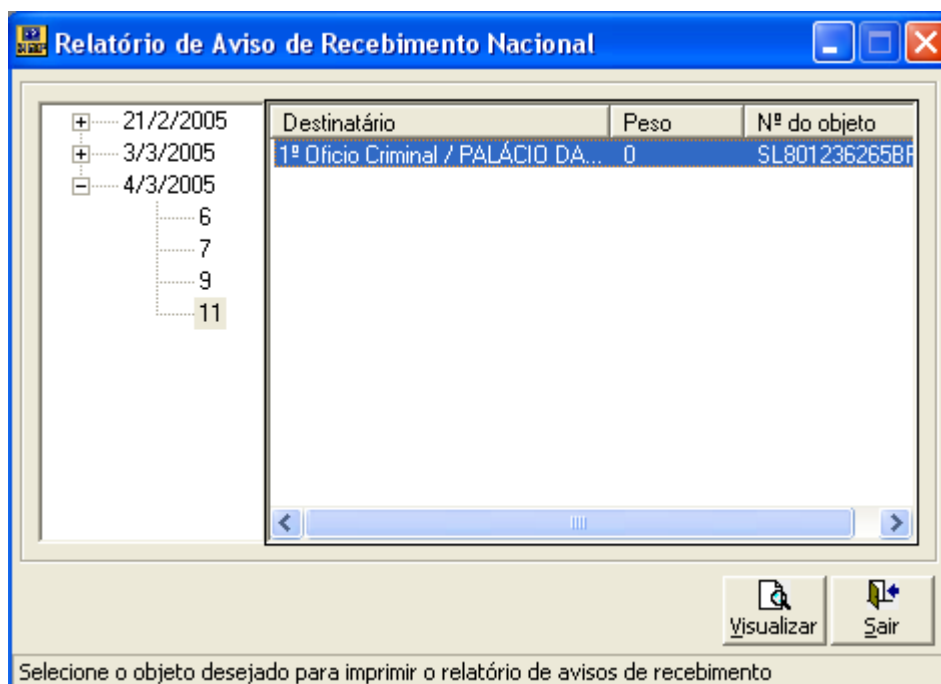 Relatório de Aviso de Recebimento Nacional
21/2/2005
3/3/2005
4/3/2005
6
7
9
11
Destinatário Peso Nº do objeto
1º Oficio Criminal / PALÁCIO DA... 0 SL801236265BR
Visualizar Sair
Selecione o objeto desejado para imprimir o relatório de avisos de recebimento